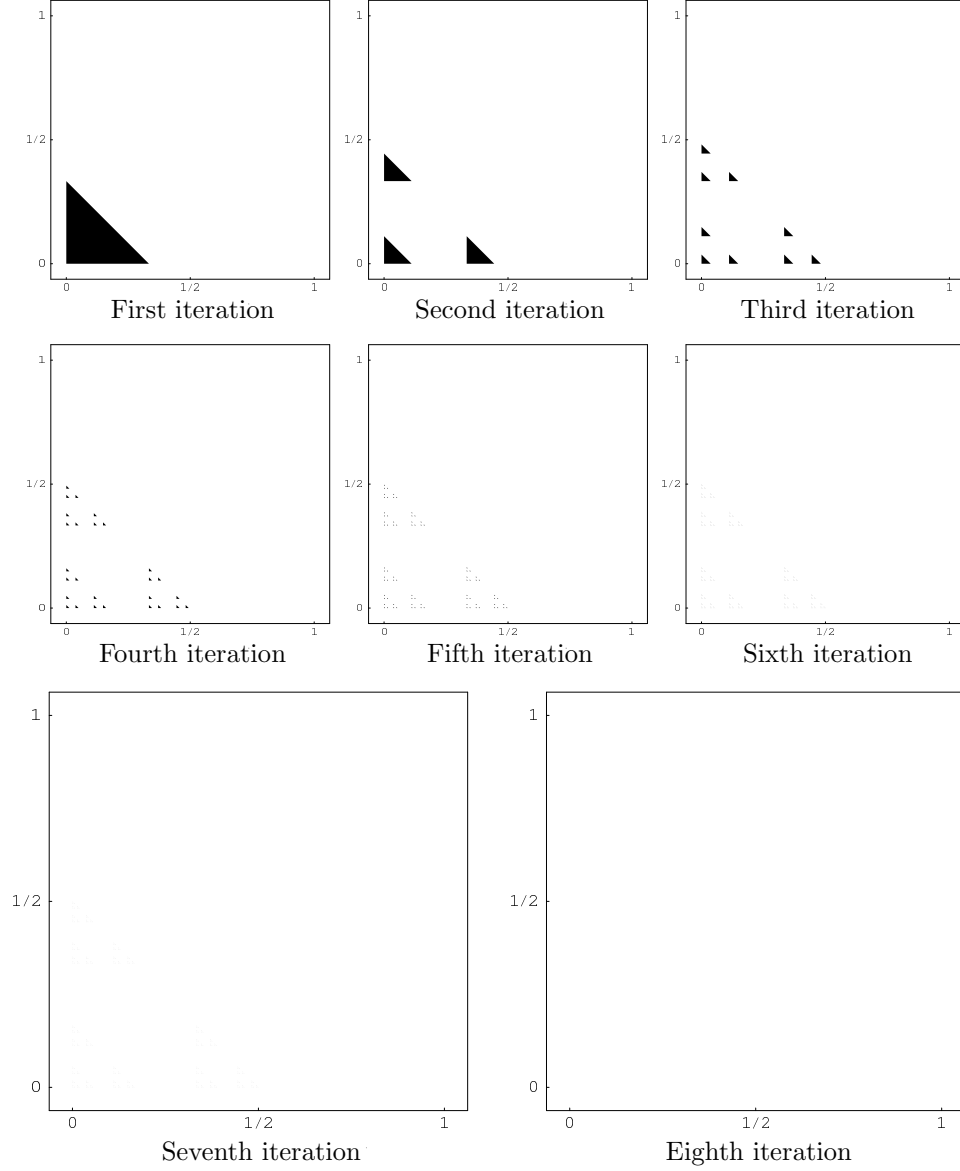 1 1 1
1/2 1/2 1/2
0 0 0
0 1/2 1 0 1/2 1 0 1/2 1
First iteration Second iteration Third iteration
1 1 1
1/2 1/2 1/2
0 0 0
0 1/2 1 0 1/2 1 0 1/2 1
Fourth iteration Fifth iteration Sixth iteration
1 1
1/2 1/2
0 0
0 1/2 1 0 1/2 1
Seventh iteration Eighth iteration